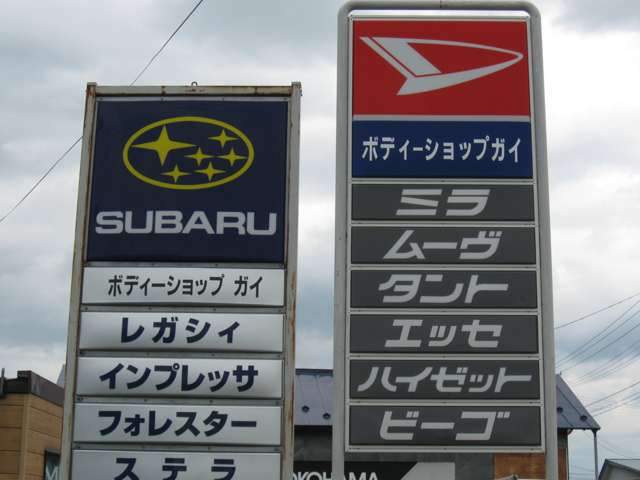 SUBARU
ボディーショップ ガイ
レガシィ
インプレッサ
フォレスター
ステラ
ボディーショップガイ
ミラ
ムーヴ
タント
エッセ
ハイゼット
ビーゴ
YOKOHAMA